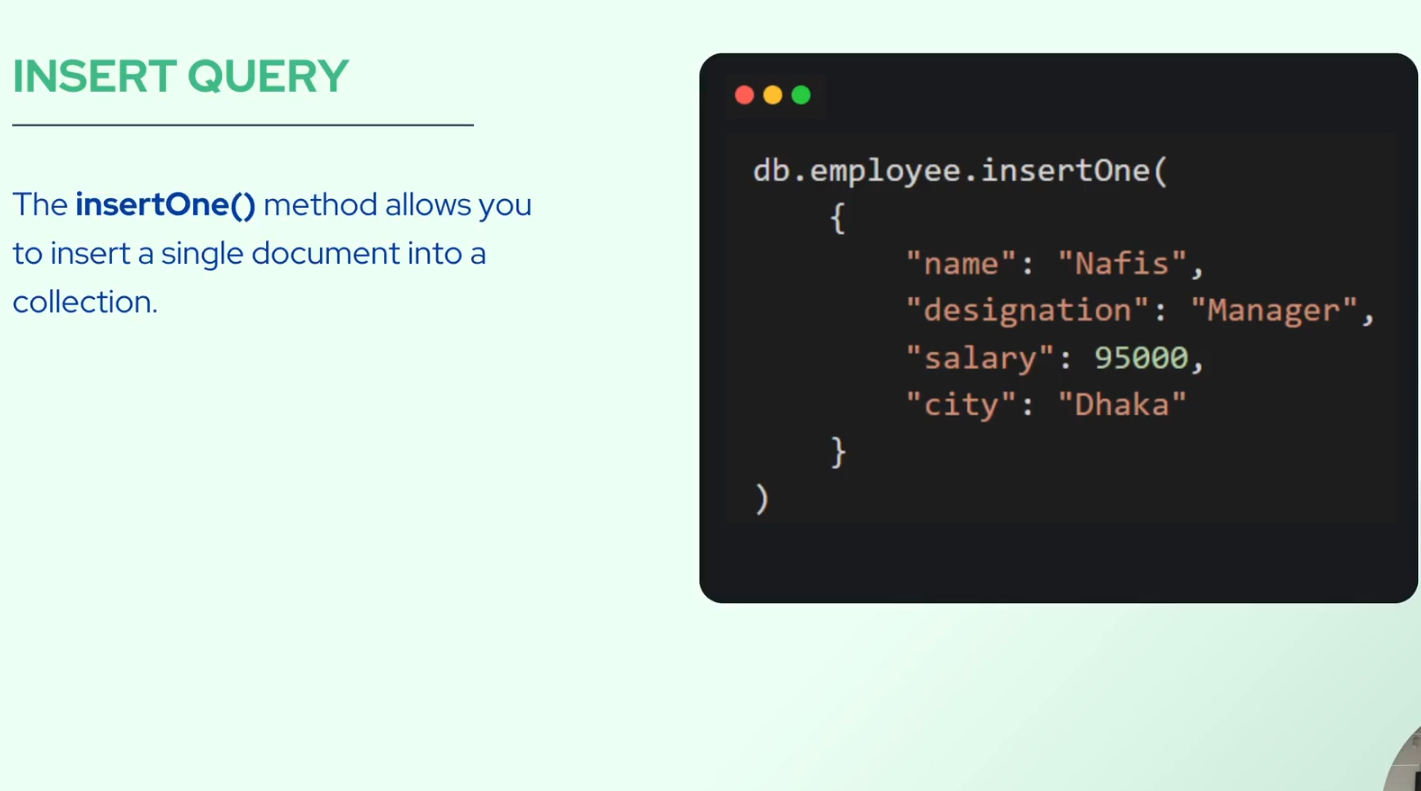 INSERT QUERY
The insertOne() method allows you
to insert a single document into a
collection.
db.employee.insertOne(
    {
        "name": "Nafis",
        "designation": "Manager",
        "salary": 95000,
        "city": "Dhaka"
    }
)